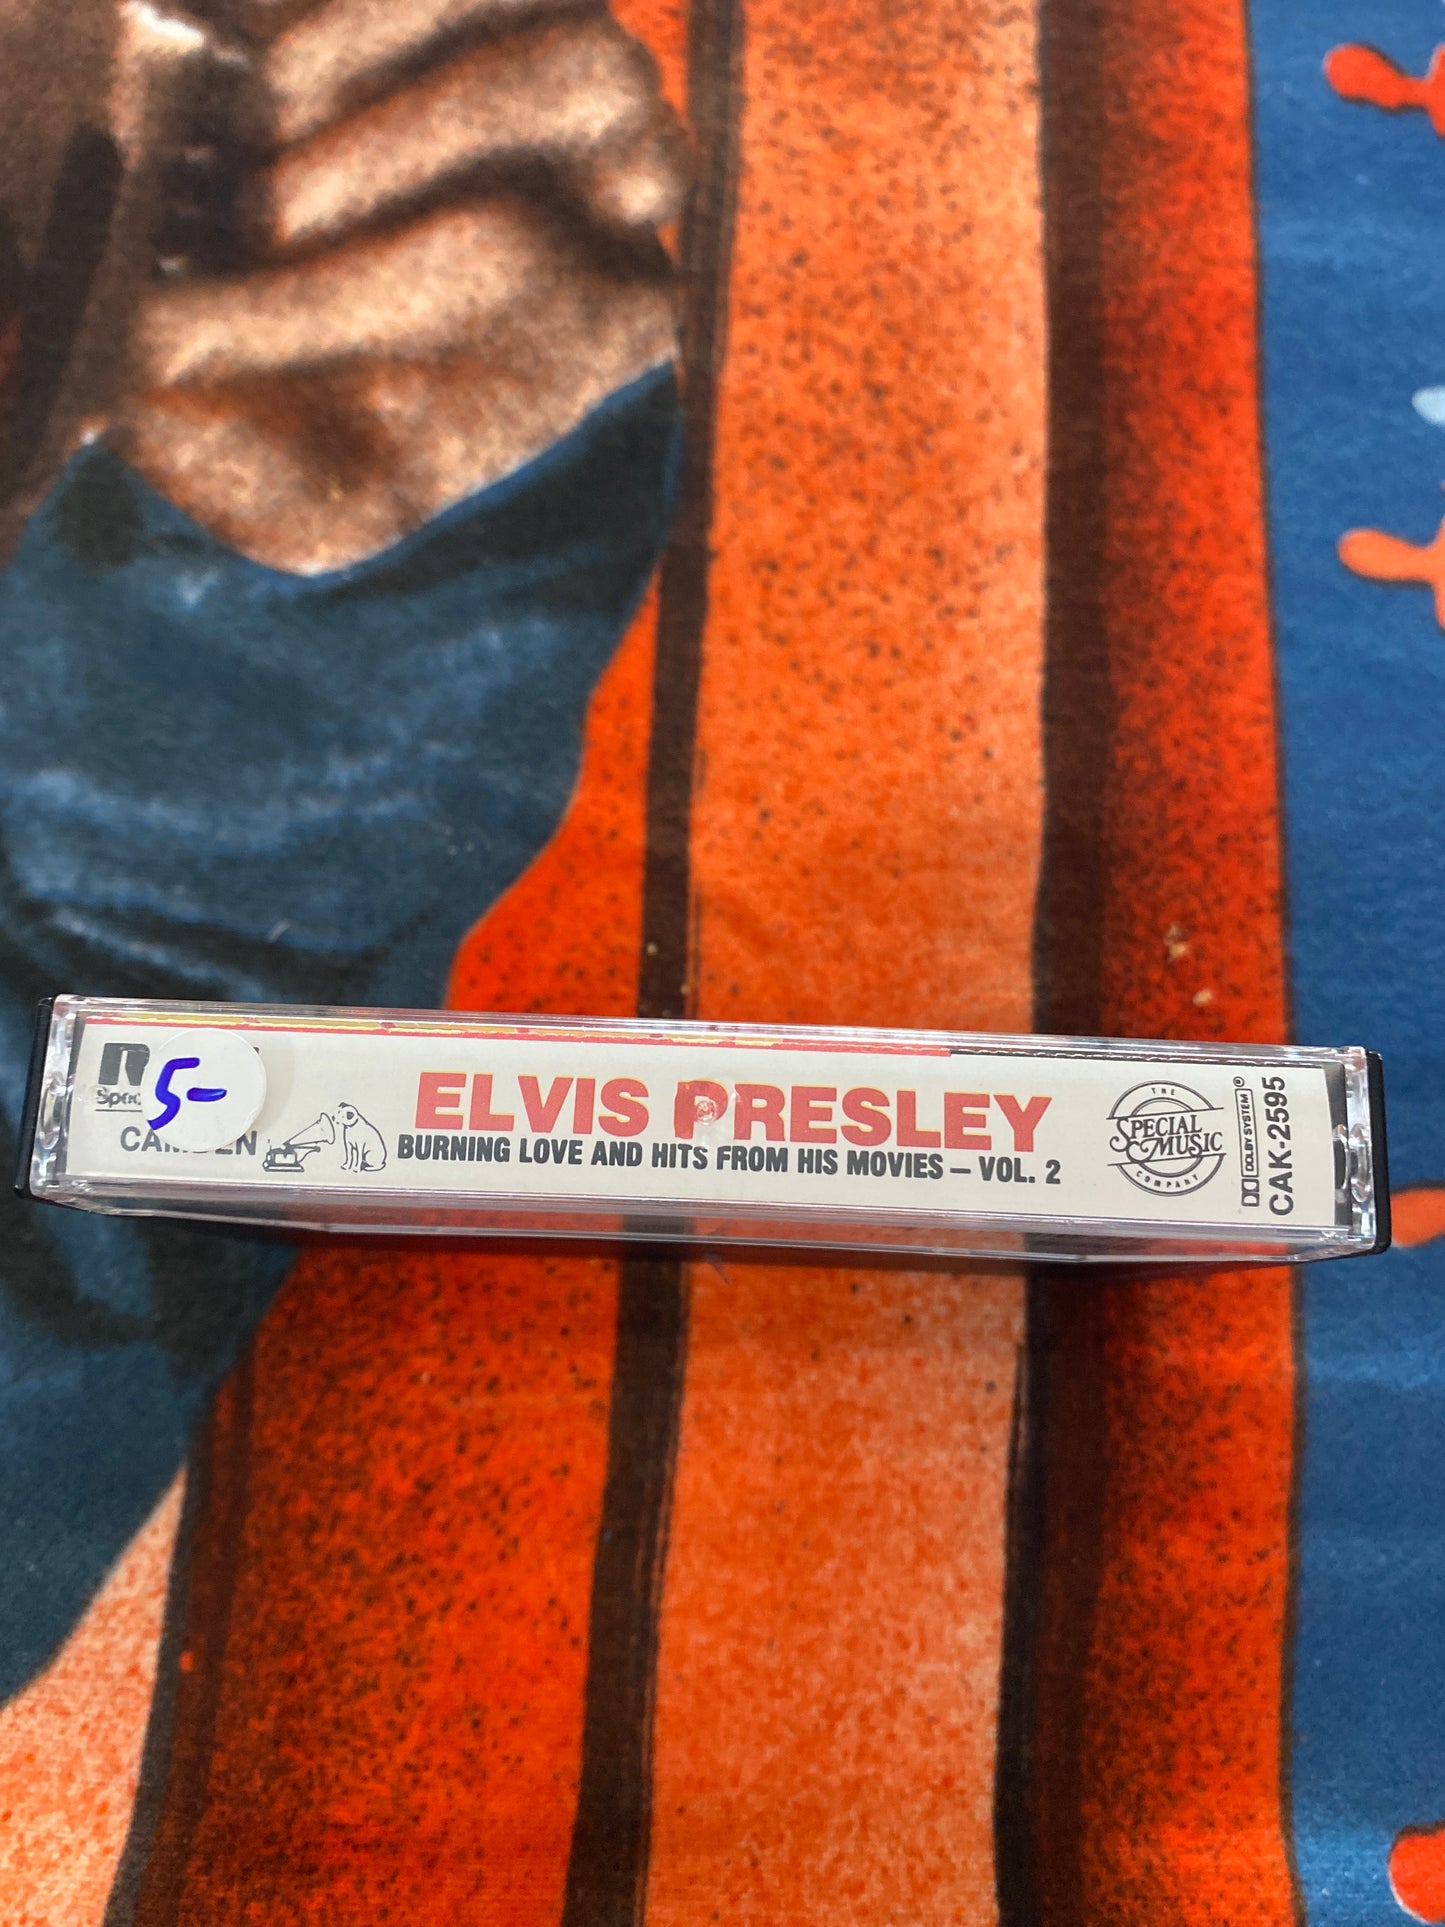 5-
ELVIS PRESLEY
BURNING LOVE AND HITS FROM HIS MOVIES – VOL. 2
THE
SPECIAL
MUSIC
COMPANY
DOLBY SYSTEM®
CAK-2595